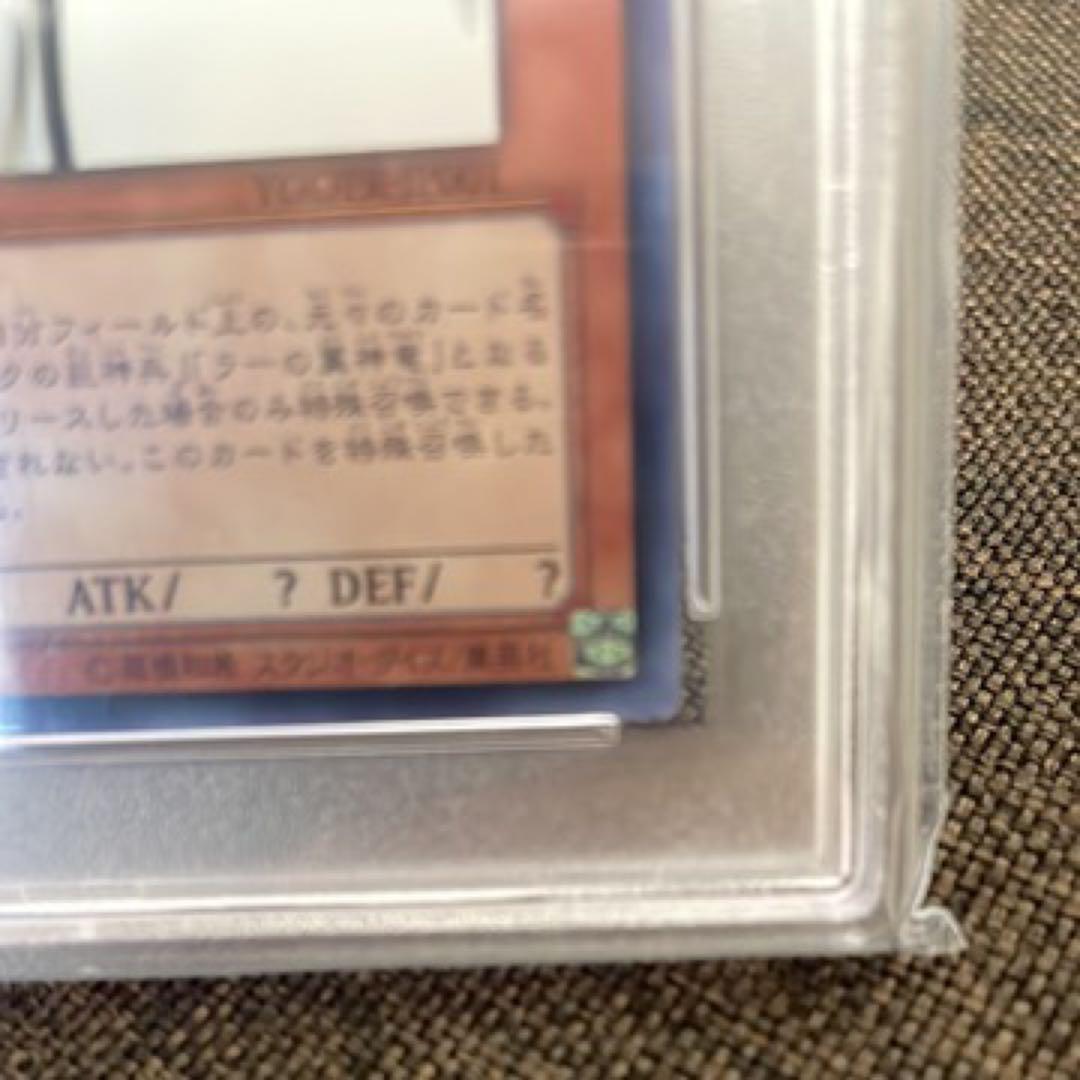 分フィールド上の、元々のカード名
クの巨神兵」「ラーの翼神竜」となる
リースした場合のみ特殊召喚できる。
されない。このカードを特殊召喚した
ATK/ ? DEF/ ?
©高橋和希 スタジオ・ダイス/集英社